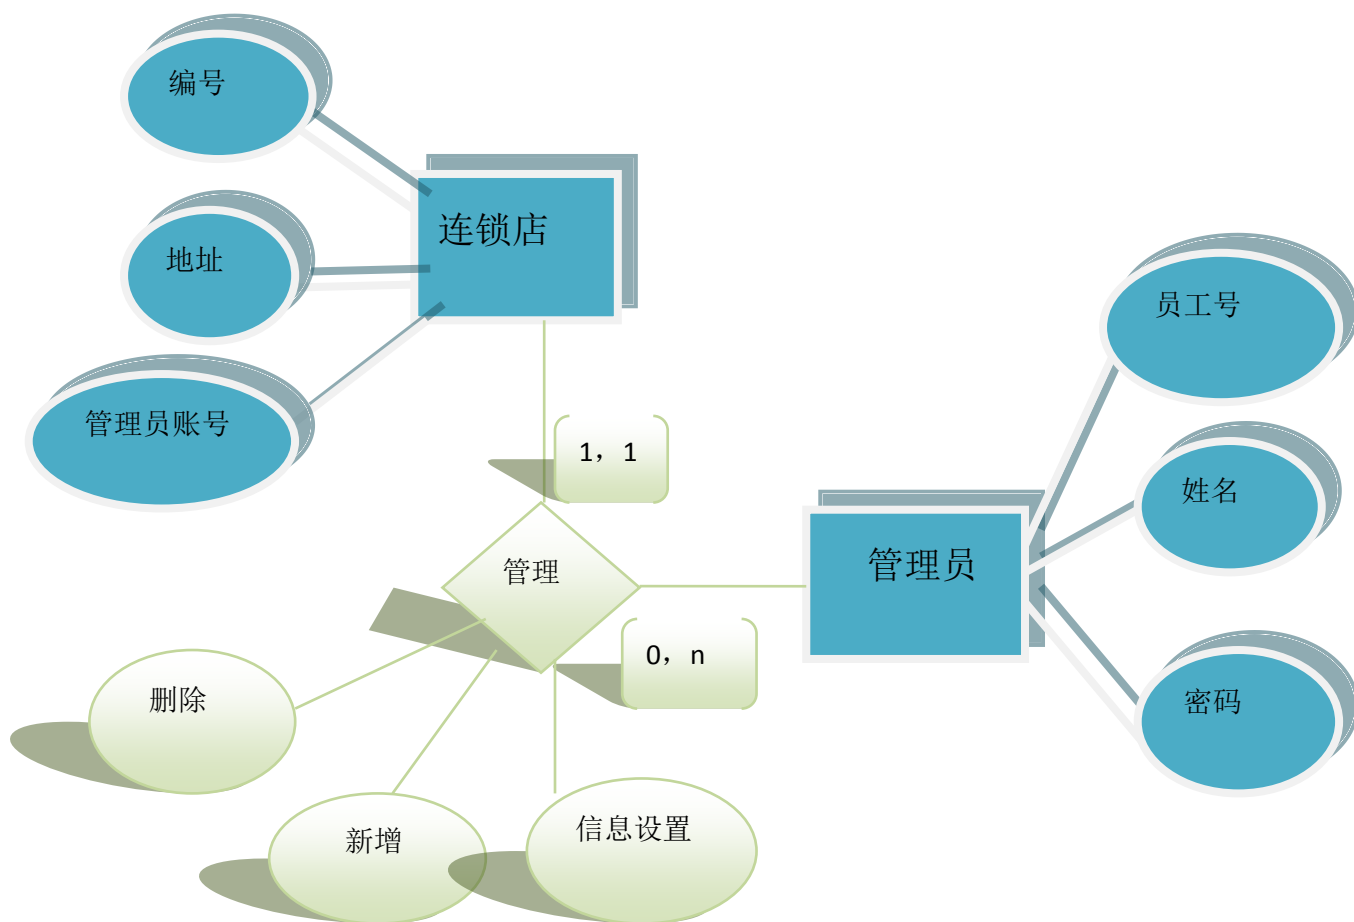 编号
连锁店
地址
员工号
管理员账号
1，1
姓名
管理员
管理
0，n
删除
密码
新增
信息设置